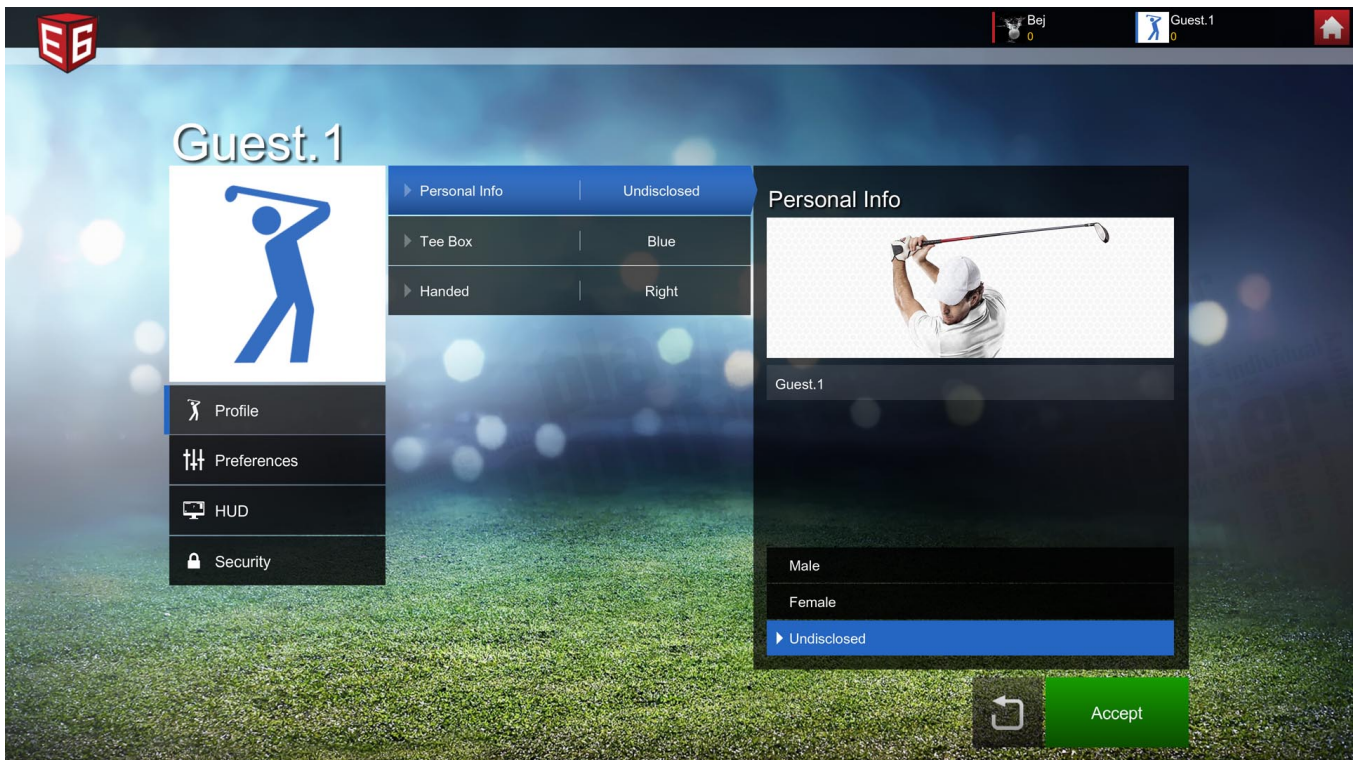 E6
Bej
0
Guest.1
0
Guest.1
Personal Info
Undisclosed
Tee Box
Blue
Handed
Right
Profile
Preferences
HUD
Security
Personal Info
Guest.1
Male
Female
Undisclosed
Accept